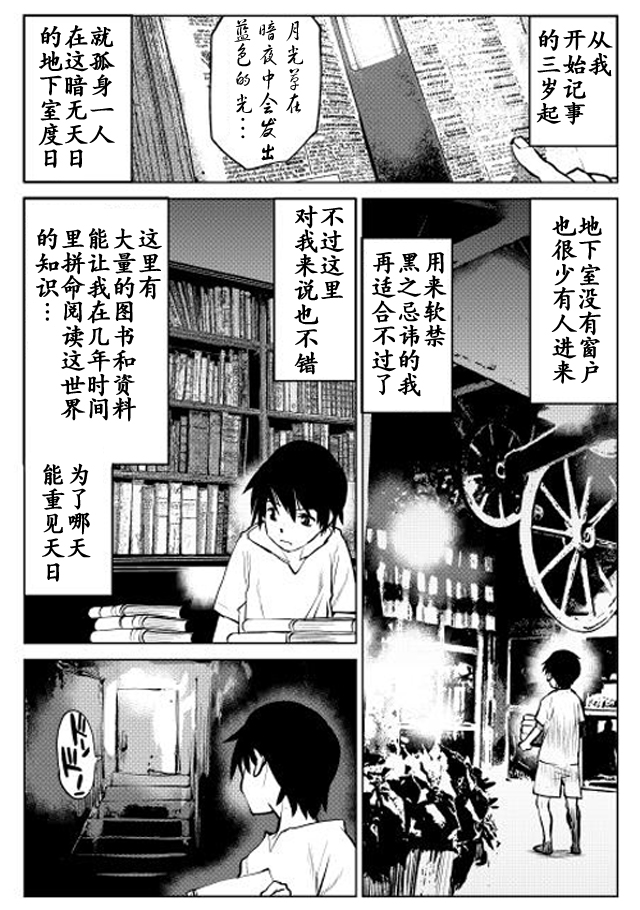 从我
开始记事
的三岁起
月光草在
暗夜中会发出
蓝色的光…
就孤身一人
在这暗无天日
的地下室度日
地下室没有窗户
也很少有人进来
用来软禁
黑之忌讳的我
再适合不过了
不过这里
对我来说也不错
这里有
大量的图书和资料
能让我在几年时间
里拼命阅读这世界
的知识…
为了哪天
能重见天日
ドンドン